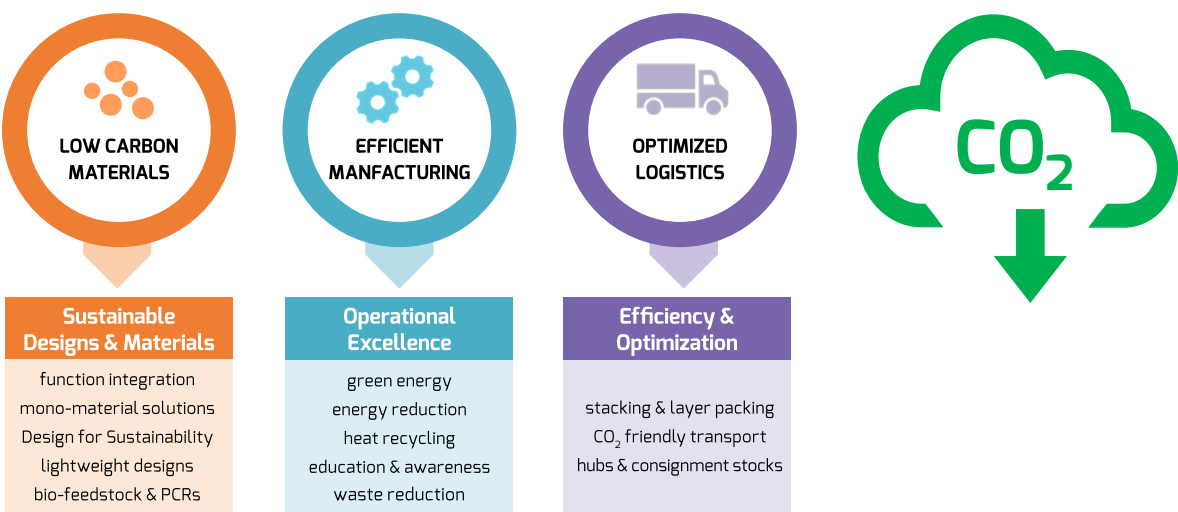 LOW CARBON
MATERIALS
Sustainable
Designs & Materials
function integration
mono-material solutions
Design for Sustainability
lightweight designs
bio-feedstock & PCRs
EFFICIENT
MANFACTURING
Operational
Excellence
green energy
energy reduction
heat recycling
education & awareness
waste reduction
OPTIMIZED
LOGISTICS
Efficiency &
Optimization
stacking & layer packing
CO₂ friendly transport
hubs & consignment stocks
CO₂